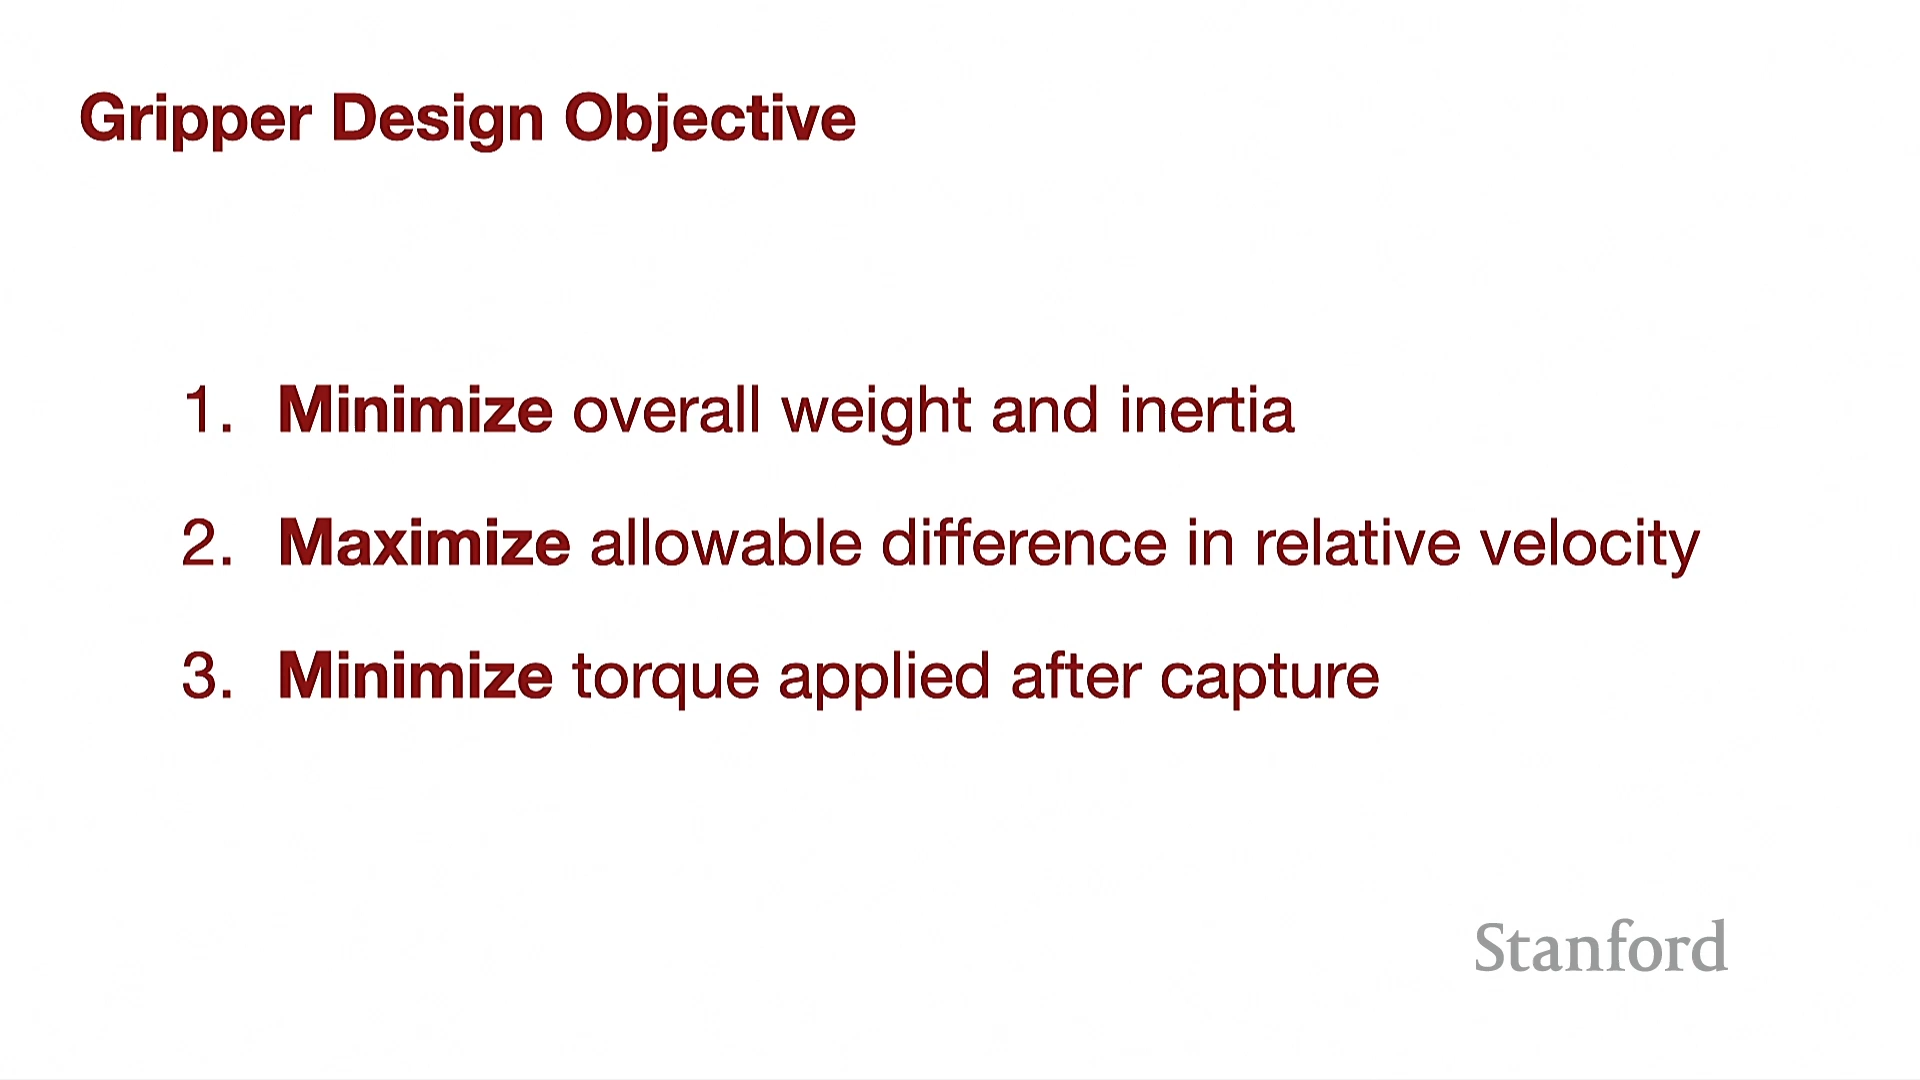 Gripper Design Objective
1. Minimize overall weight and inertia
2. Maximize allowable difference in relative velocity
3. Minimize torque applied after capture
Stanford